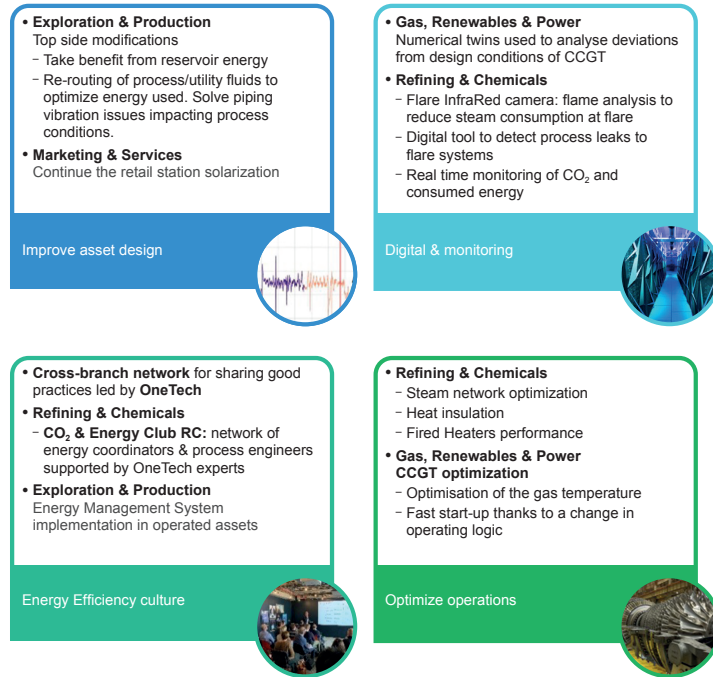 • Exploration & Production
Top side modifications
– Take benefit from reservoir energy
– Re-routing of process/utility fluids to
optimize energy used. Solve piping
vibration issues impacting process
conditions.
• Marketing & Services
Continue the retail station solarization
Improve asset design
• Gas, Renewables & Power
Numerical twins used to analyse deviations
from design conditions of CCGT
• Refining & Chemicals
– Flare InfraRed camera: flame analysis to
reduce steam consumption at flare
– Digital tool to detect process leaks to
flare systems
– Real time monitoring of CO₂ and
consumed energy
Digital & monitoring
• Cross-branch network for sharing good
practices led by OneTech
• Refining & Chemicals
– CO₂ & Energy Club RC: network of
energy coordinators & process engineers
supported by OneTech experts
• Exploration & Production
Energy Management System
implementation in operated assets
Energy Efficiency culture
• Refining & Chemicals
– Steam network optimization
– Heat insulation
– Fired Heaters performance
• Gas, Renewables & Power
CCGT optimization
– Optimisation of the gas temperature
– Fast start-up thanks to a change in
operating logic
Optimize operations